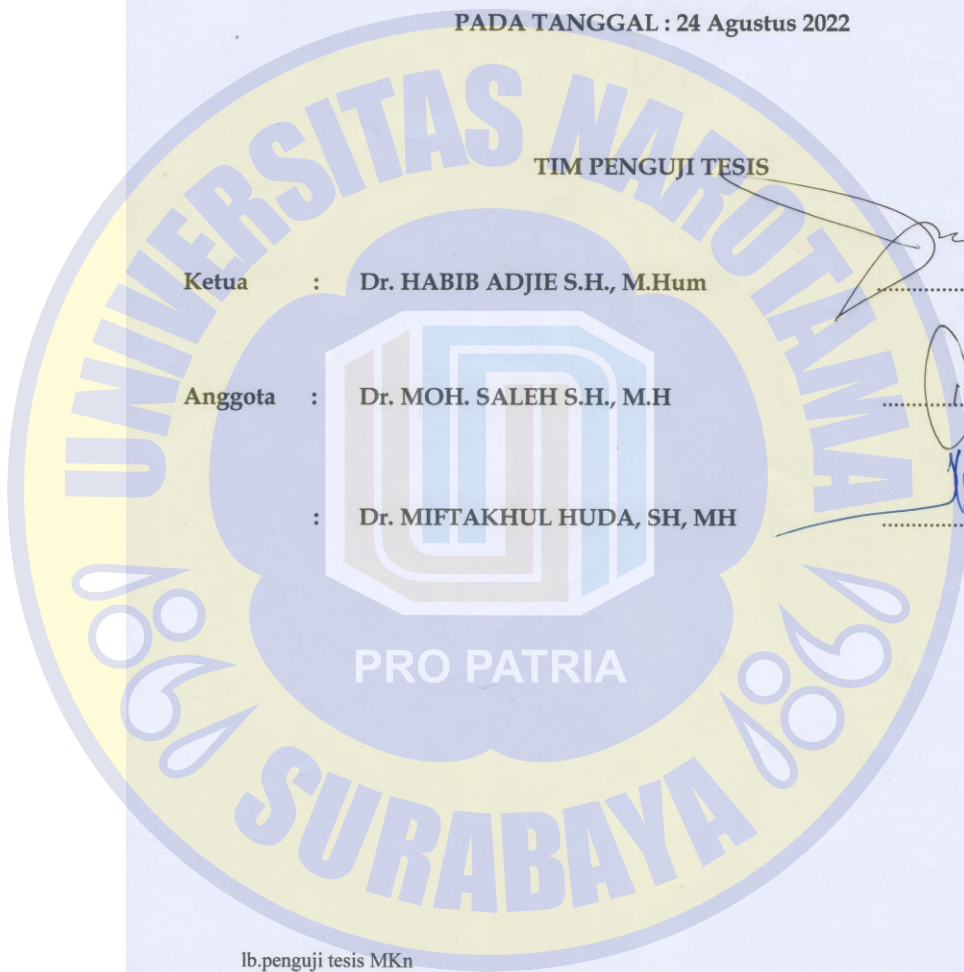 PADA TANGGAL : 24 Agustus 2022
UNIVERSITAS NAROTAMA
TIM PENGUJI TESIS
Ketua : Dr. HABIB ADJIE S.H., M.Hum ..............
Anggota : Dr. MOH. SALEH S.H., M.H ..............
: Dr. MIFTAKHUL HUDA, SH, MH ..............
PRO PATRIA
SURABAYA
lb.penguji tesis MKn